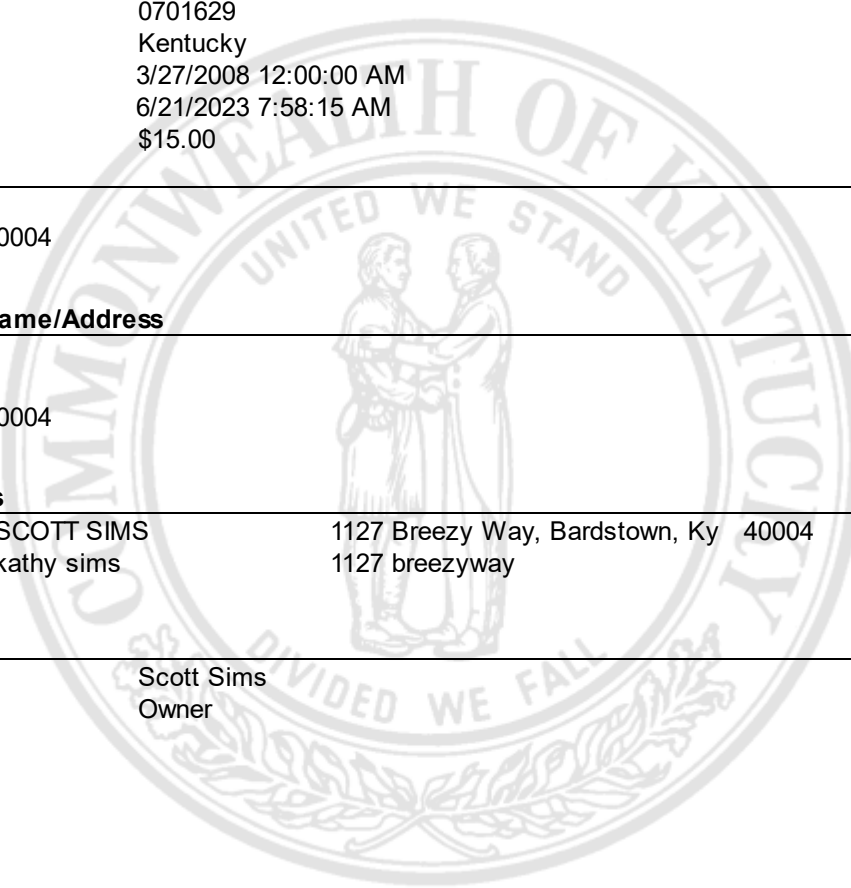 0701629
Kentucky
3/27/2008 12:00:00 AM
6/21/2023 7:58:15 AM
$15.00
0004
ame/Address
0004
s
SCOTT SIMS 1127 Breezy Way, Bardstown, Ky 40004
kathy sims 1127 breezyway
Scott Sims
Owner
COMMONWEALTH OF KENTUCKY
UNITED WE STAND
DIVIDED WE FALL